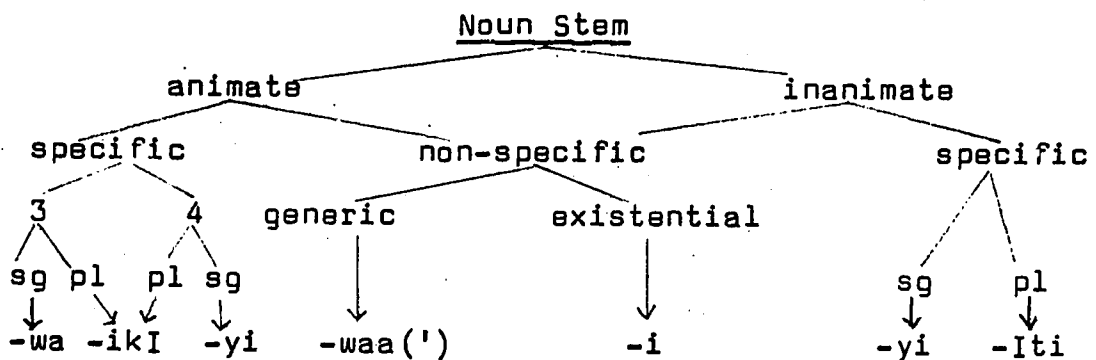 Noun Stem
animate inanimate
specific non-specific specific
3 4 generic existential
sg pl pl sg sg pl
-wa -ikI -yi -waa(') -i -yi -Iti